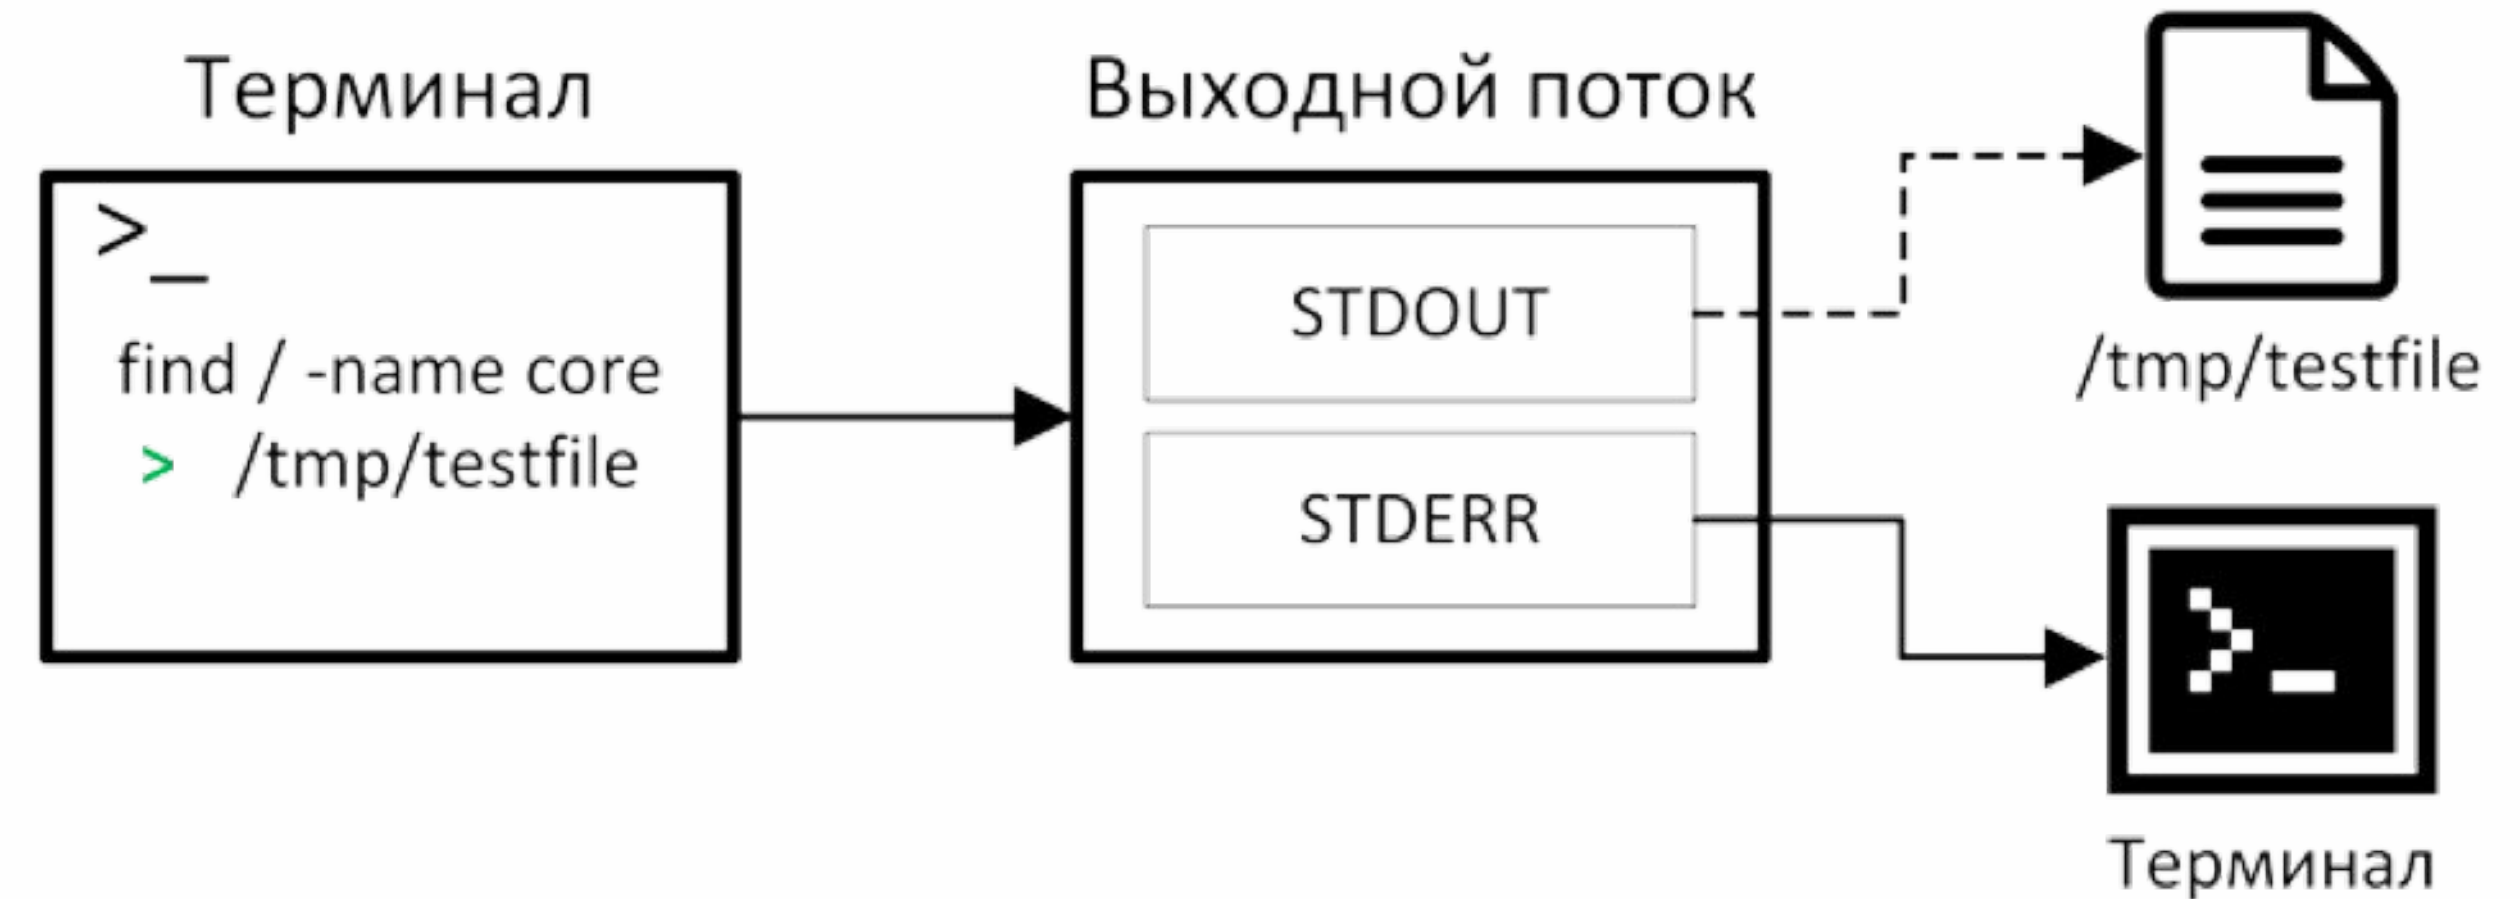 Терминал
>_
find / -name core
> /tmp/testfile
Выходной поток
STDOUT
STDERR
/tmp/testfile
>_
Терминал